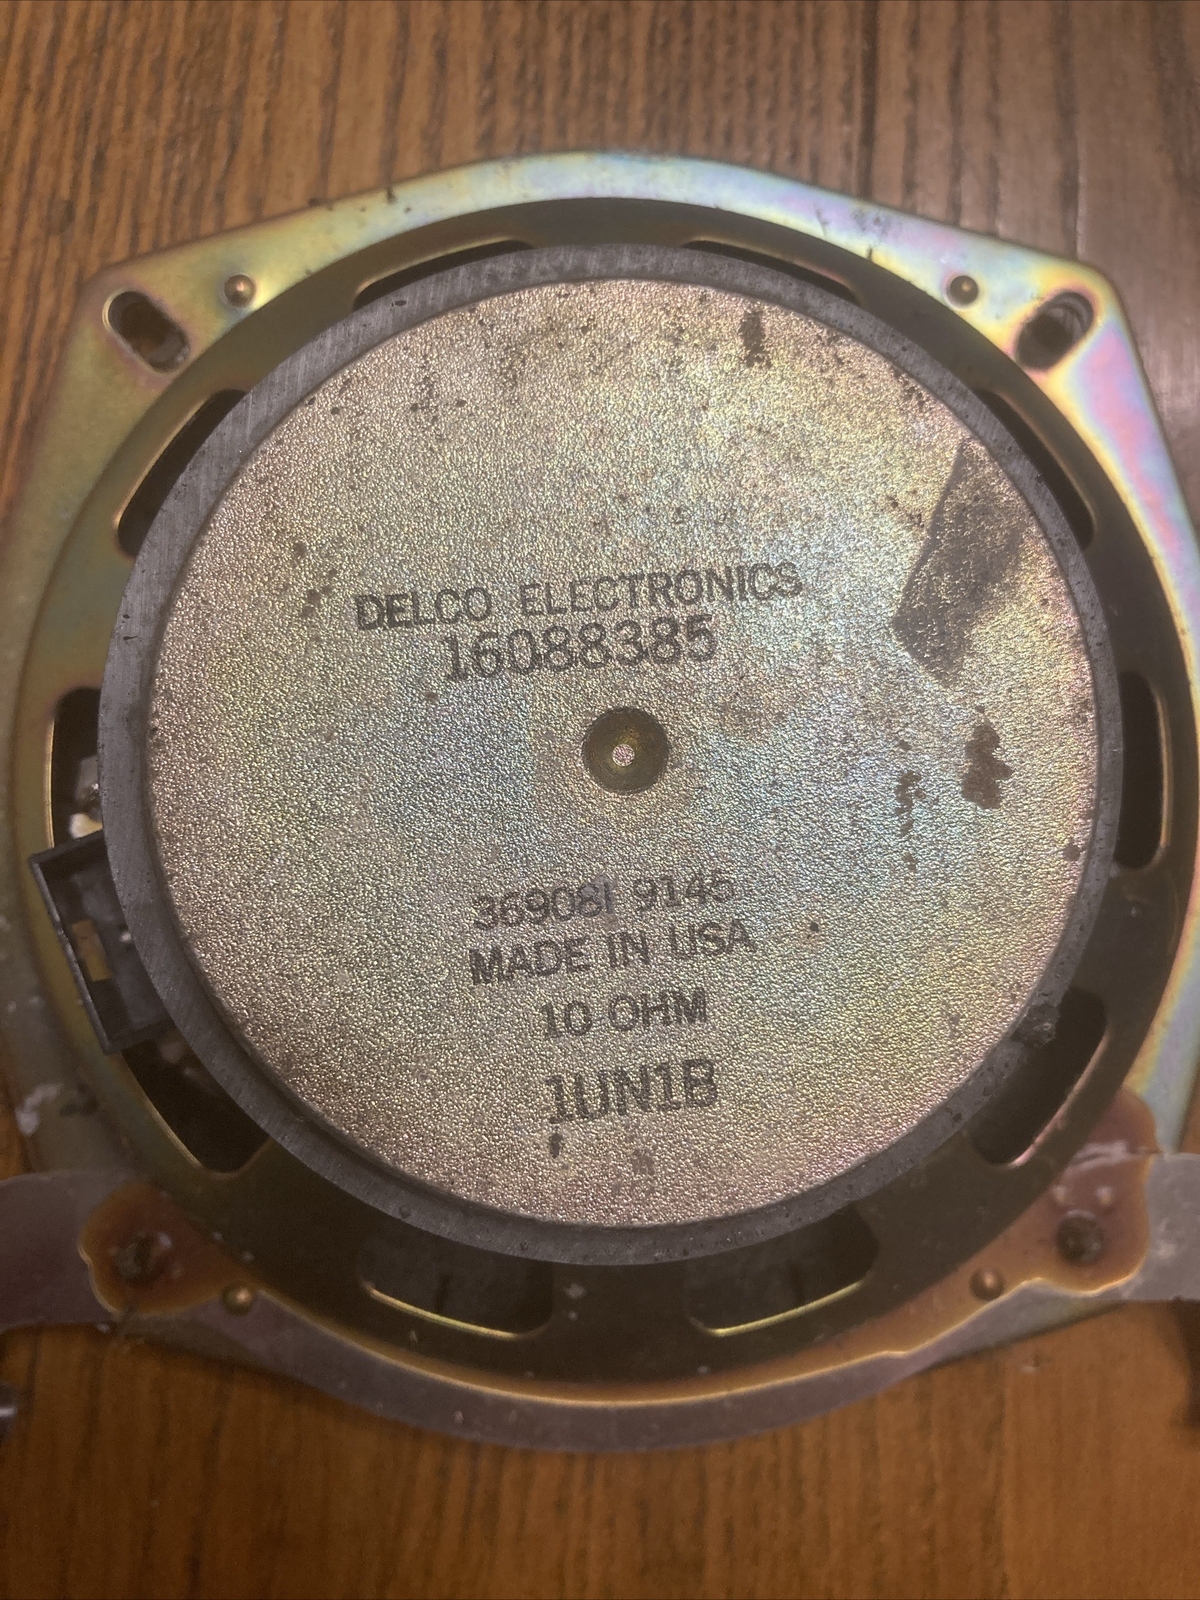 DELCO ELECTRONICS
16088385
369081 9145
MADE IN USA
10 OHM
1UN1B